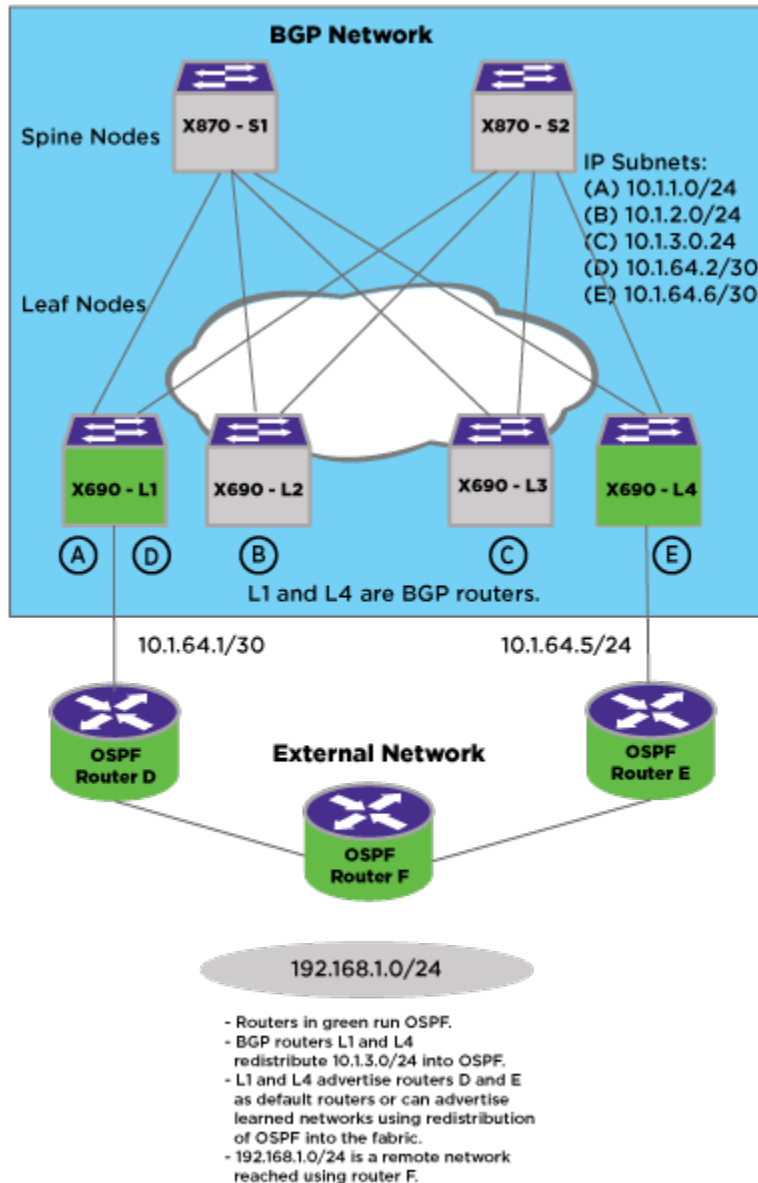 BGP Network
X870 - S1
X870 - S2
Spine Nodes
IP Subnets:
(A) 10.1.1.0/24
(B) 10.1.2.0/24
(C) 10.1.3.0.24
(D) 10.1.64.2/30
(E) 10.1.64.6/30
Leaf Nodes
X690 - L1
X690 - L2
X690 - L3
X690 - L4
A
D
B
C
E
L1 and L4 are BGP routers.
10.1.64.1/30
10.1.64.5/24
OSPF
Router D
External Network
OSPF
Router E
OSPF
Router F
192.168.1.0/24
- Routers in green run OSPF.
- BGP routers L1 and L4
redistribute 10.1.3.0/24 into OSPF.
- L1 and L4 advertise routers D and E
as default routers or can advertise
learned networks using redistribution
of OSPF into the fabric.
- 192.168.1.0/24 is a remote network
reached using router F.